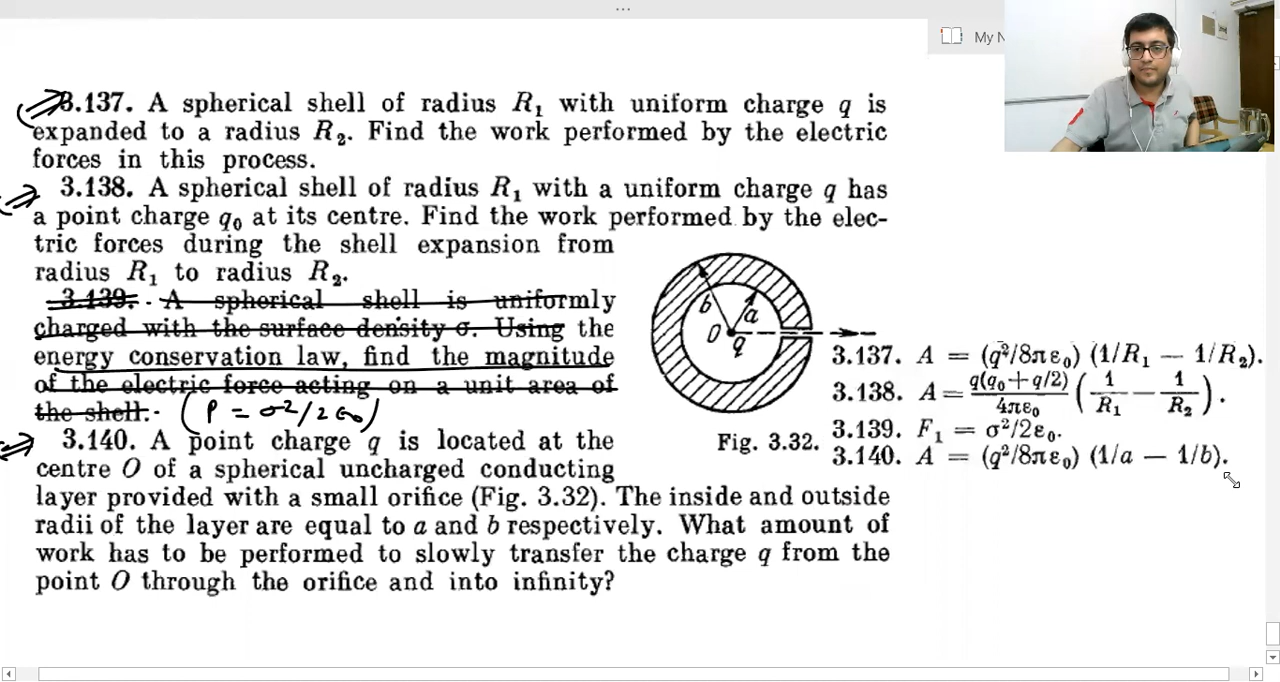 ...
My N
3.137. A spherical shell of radius R₁ with uniform charge q is
expanded to a radius R₂. Find the work performed by the electric
forces in this process.
3.138. A spherical shell of radius R₁ with a uniform charge q has
a point charge q₀ at its centre. Find the work performed by the elec-
tric forces during the shell expansion from
radius R₁ to radius R₂.
3.139. A spherical shell is uniformly
charged with the surface density σ. Using the
energy conservation law, find the magnitude
of the electric force acting on a unit area of
the shell. (P = σ²/2ε₀)
3.140. A point charge q is located at the
centre O of a spherical uncharged conducting
layer provided with a small orifice (Fig. 3.32). The inside and outside
radii of the layer are equal to a and b respectively. What amount of
work has to be performed to slowly transfer the charge q from the
point O through the orifice and into infinity?
b
a
O
q
Fig. 3.32.
3.137. A = (q²/8πε₀) (1/R₁ − 1/R₂).
3.138. A = q(q₀+q/2)/4πε₀ (1/R₁ − 1/R₂).
3.139. F₁ = σ²/2ε₀.
3.140. A = (q²/8πε₀) (1/a − 1/b).